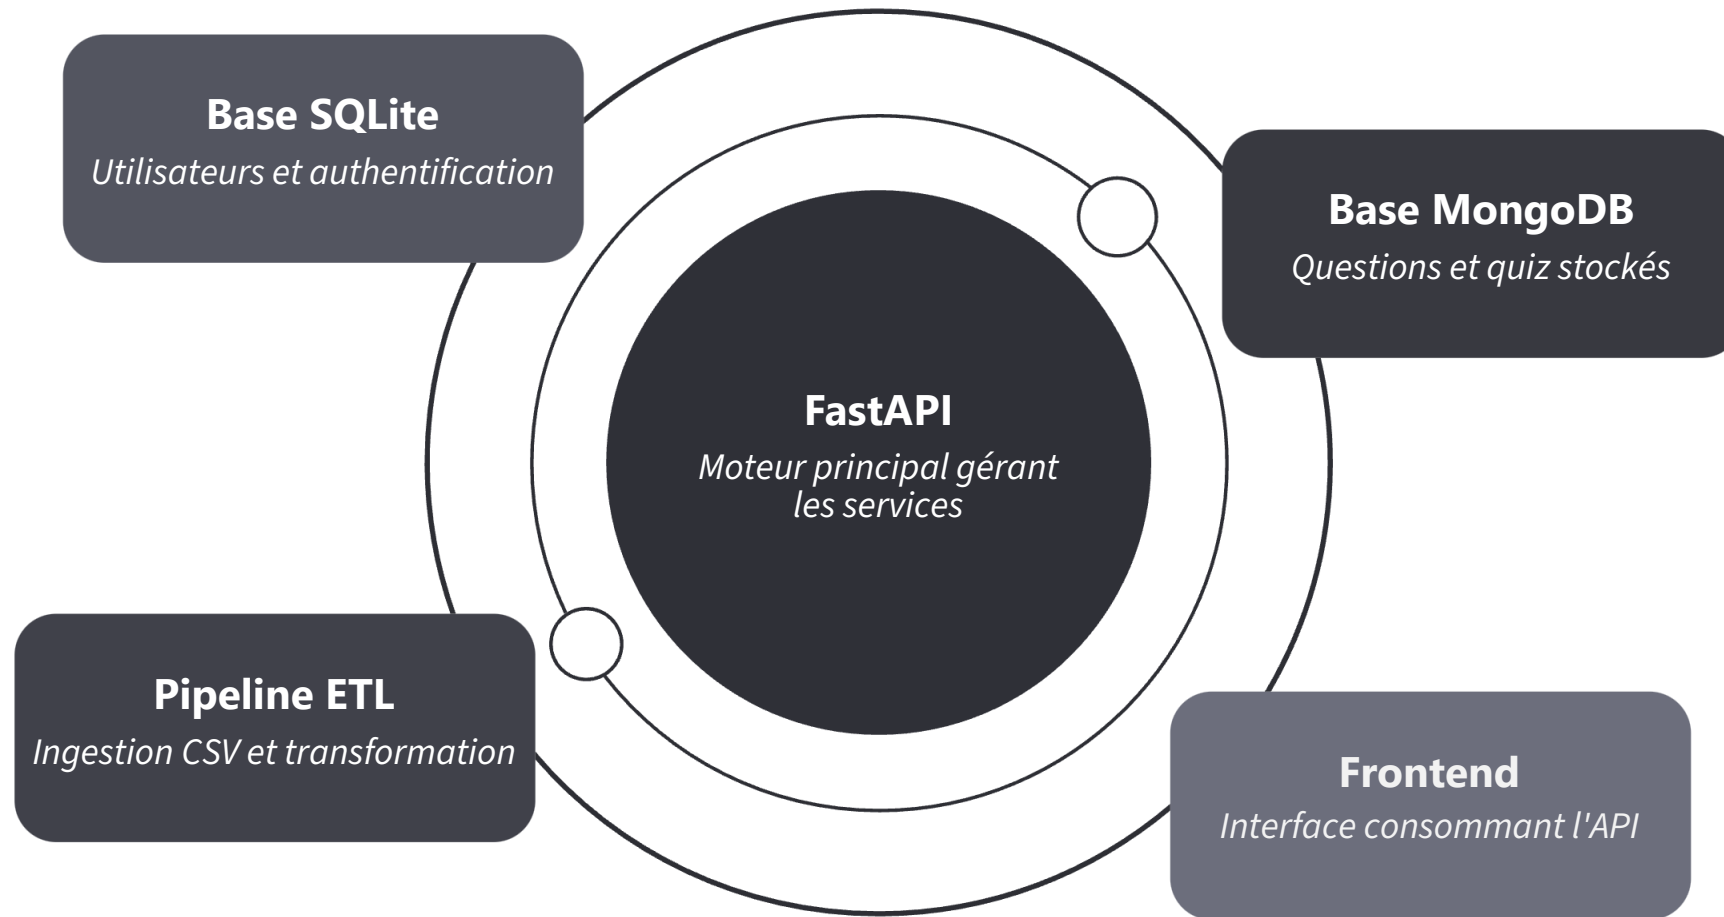 Base SQLite
Utilisateurs et authentification
Base MongoDB
Questions et quiz stockés
FastAPI
Moteur principal gérant
les services
Pipeline ETL
Ingestion CSV et transformation
Frontend
Interface consommant l'API